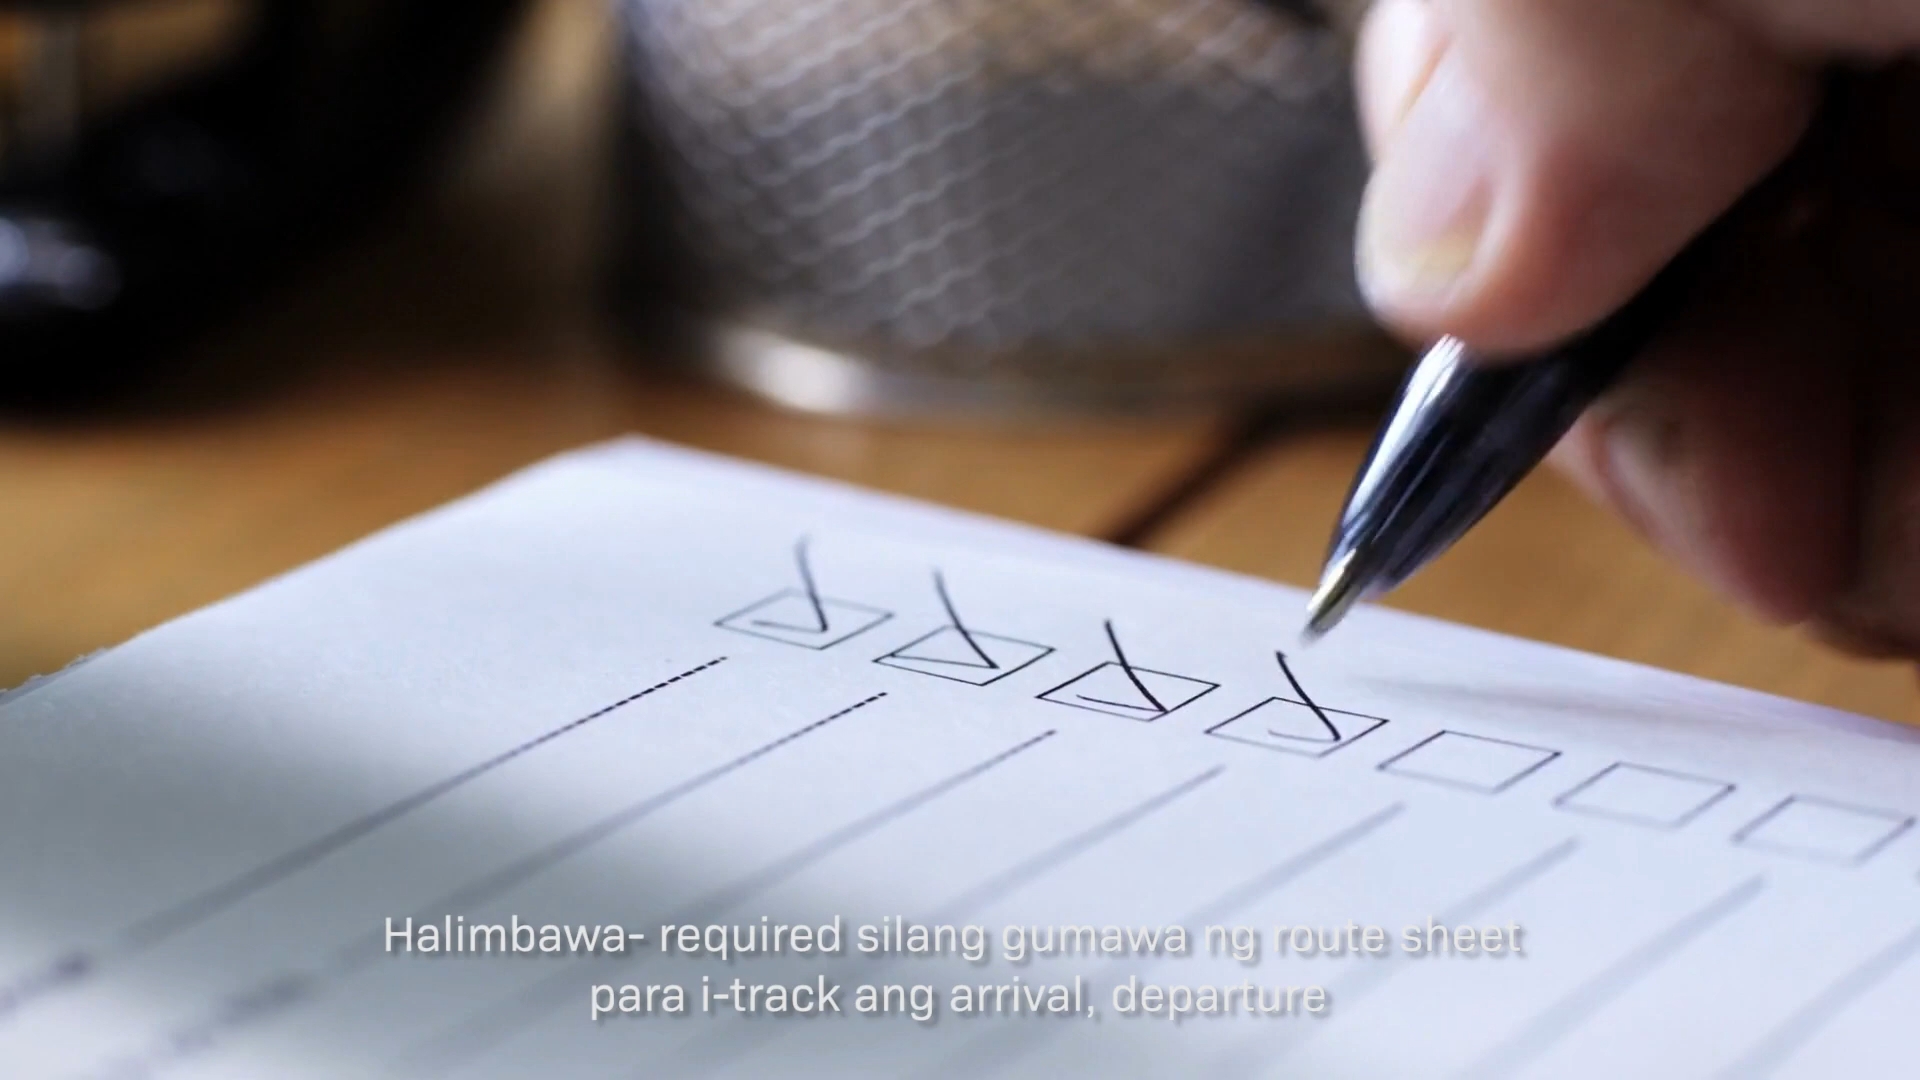 Halimbawa- required silang gumawa ng route sheet
para i-track ang arrival, departure